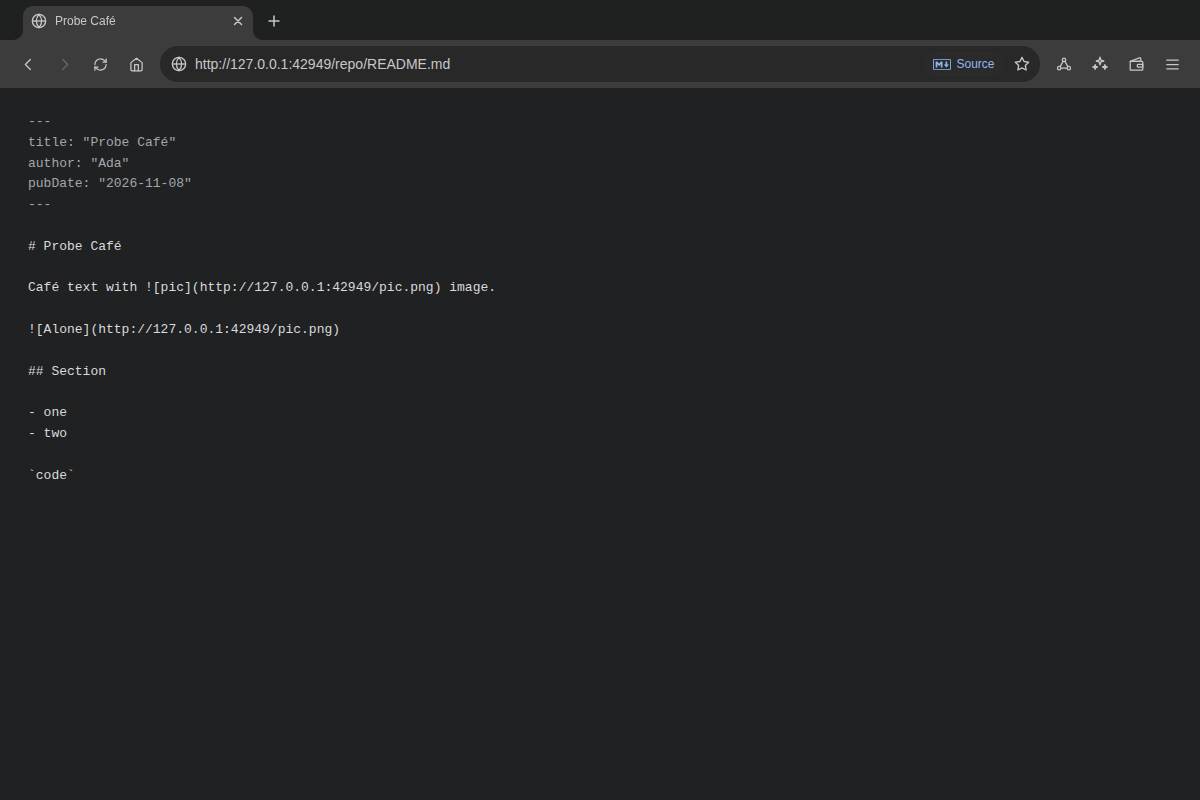 Probe Café
http://127.0.0.1:42949/repo/README.md
Source
---
title: "Probe Café"
author: "Ada"
pubDate: "2026-11-08"
---
# Probe Café
Café text with ![pic](http://127.0.0.1:42949/pic.png) image.
![Alone](http://127.0.0.1:42949/pic.png)
## Section
- one
- two
`code`